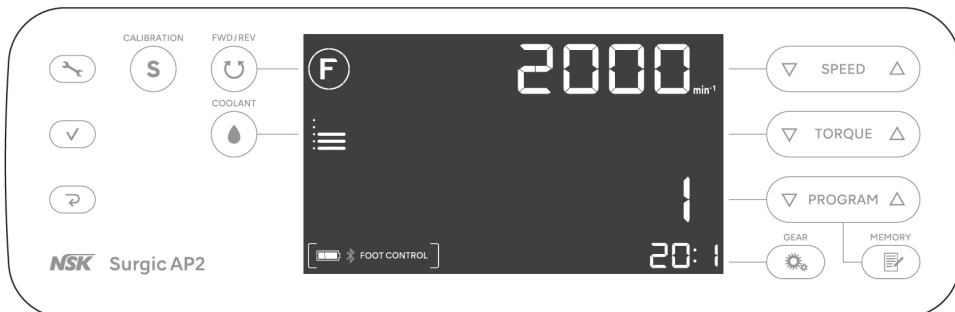 CALIBRATION
FWD/REV
S
COOLANT
F
2000
min-1
SPEED
TORQUE
1
PROGRAM
GEAR
MEMORY
FOOT CONTROL
20:1
NSK Surgic AP2